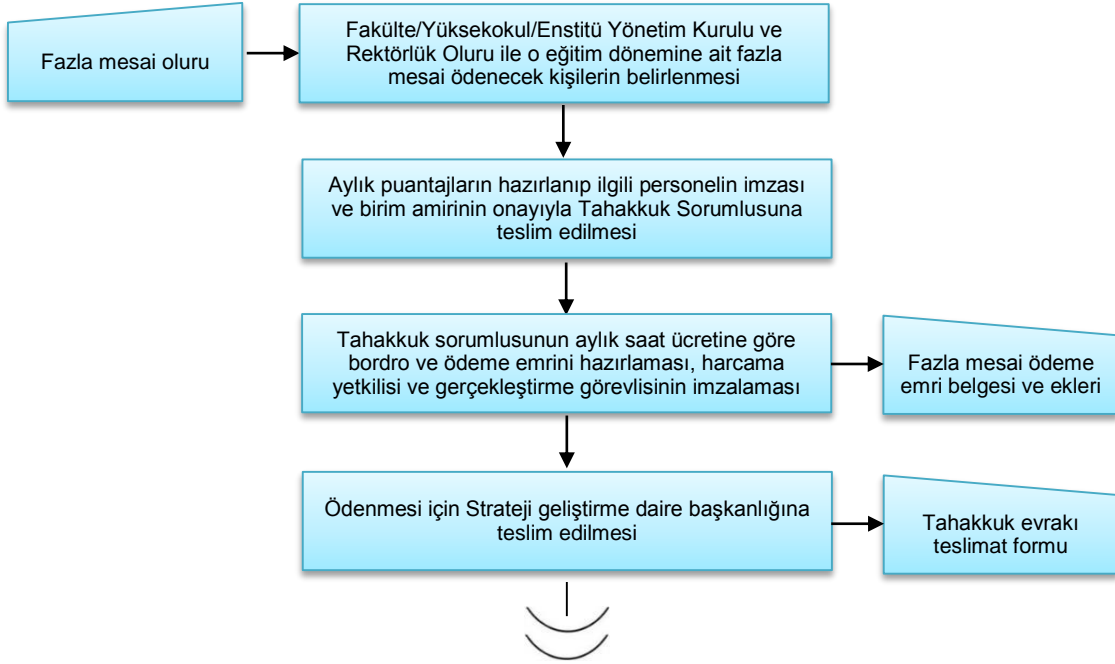 Fazla mesai oluru
Fakülte/Yüksekokul/Enstitü Yönetim Kurulu ve
Rektörlük Oluru ile o eğitim dönemine ait fazla
mesai ödenecek kişilerin belirlenmesi
Aylık puantajların hazırlanıp ilgili personelin imzası
ve birim amirinin onayıyla Tahakkuk Sorumlusuna
teslim edilmesi
Tahakkuk sorumlusunun aylık saat ücretine göre
bordro ve ödeme emrini hazırlaması, harcama
yetkilisi ve gerçekleştirme görevlisinin imzalaması
Fazla mesai ödeme
emri belgesi ve ekleri
Ödenmesi için Strateji geliştirme daire başkanlığına
teslim edilmesi
Tahakkuk evrakı
teslimat formu